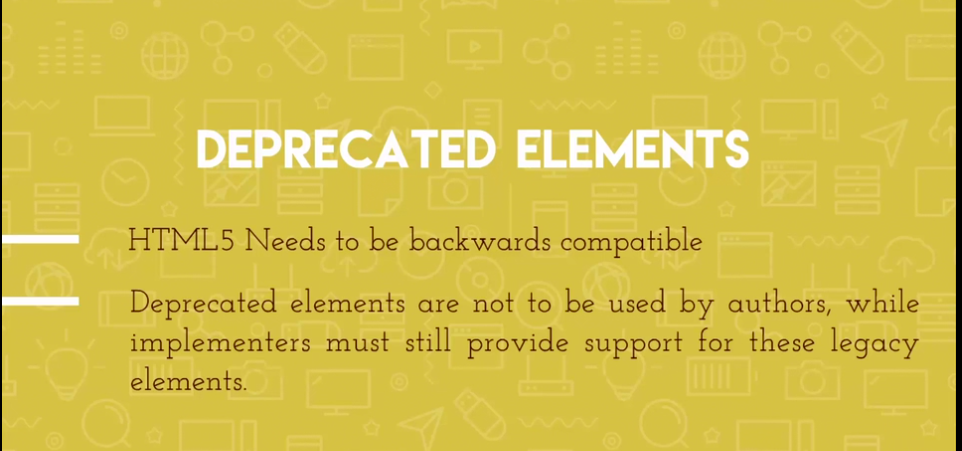 DEPRECATED ELEMENTS
HTML5 Needs to be backwards compatible
Deprecated elements are not to be used by authors, while
implementers must still provide support for these legacy
elements.